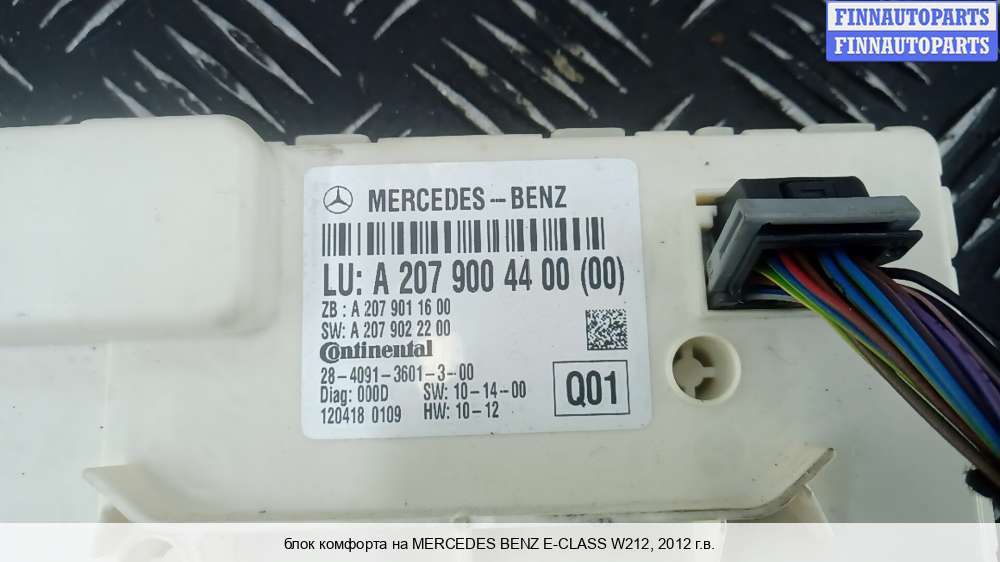 FINNAUTOPARTS
FINNAUTOPARTS
MERCEDES-BENZ
LU: A 207 900 44 00 (00)
ZB : A 207 901 16 00
SW: A 207 902 22 00
Continental
28-4091-3601-3-00
Diag: 000D SW: 10-14-00
120418 0109 HW: 10-12
Q01
блок комфорта на MERCEDES BENZ E-CLASS W212, 2012 г.в.